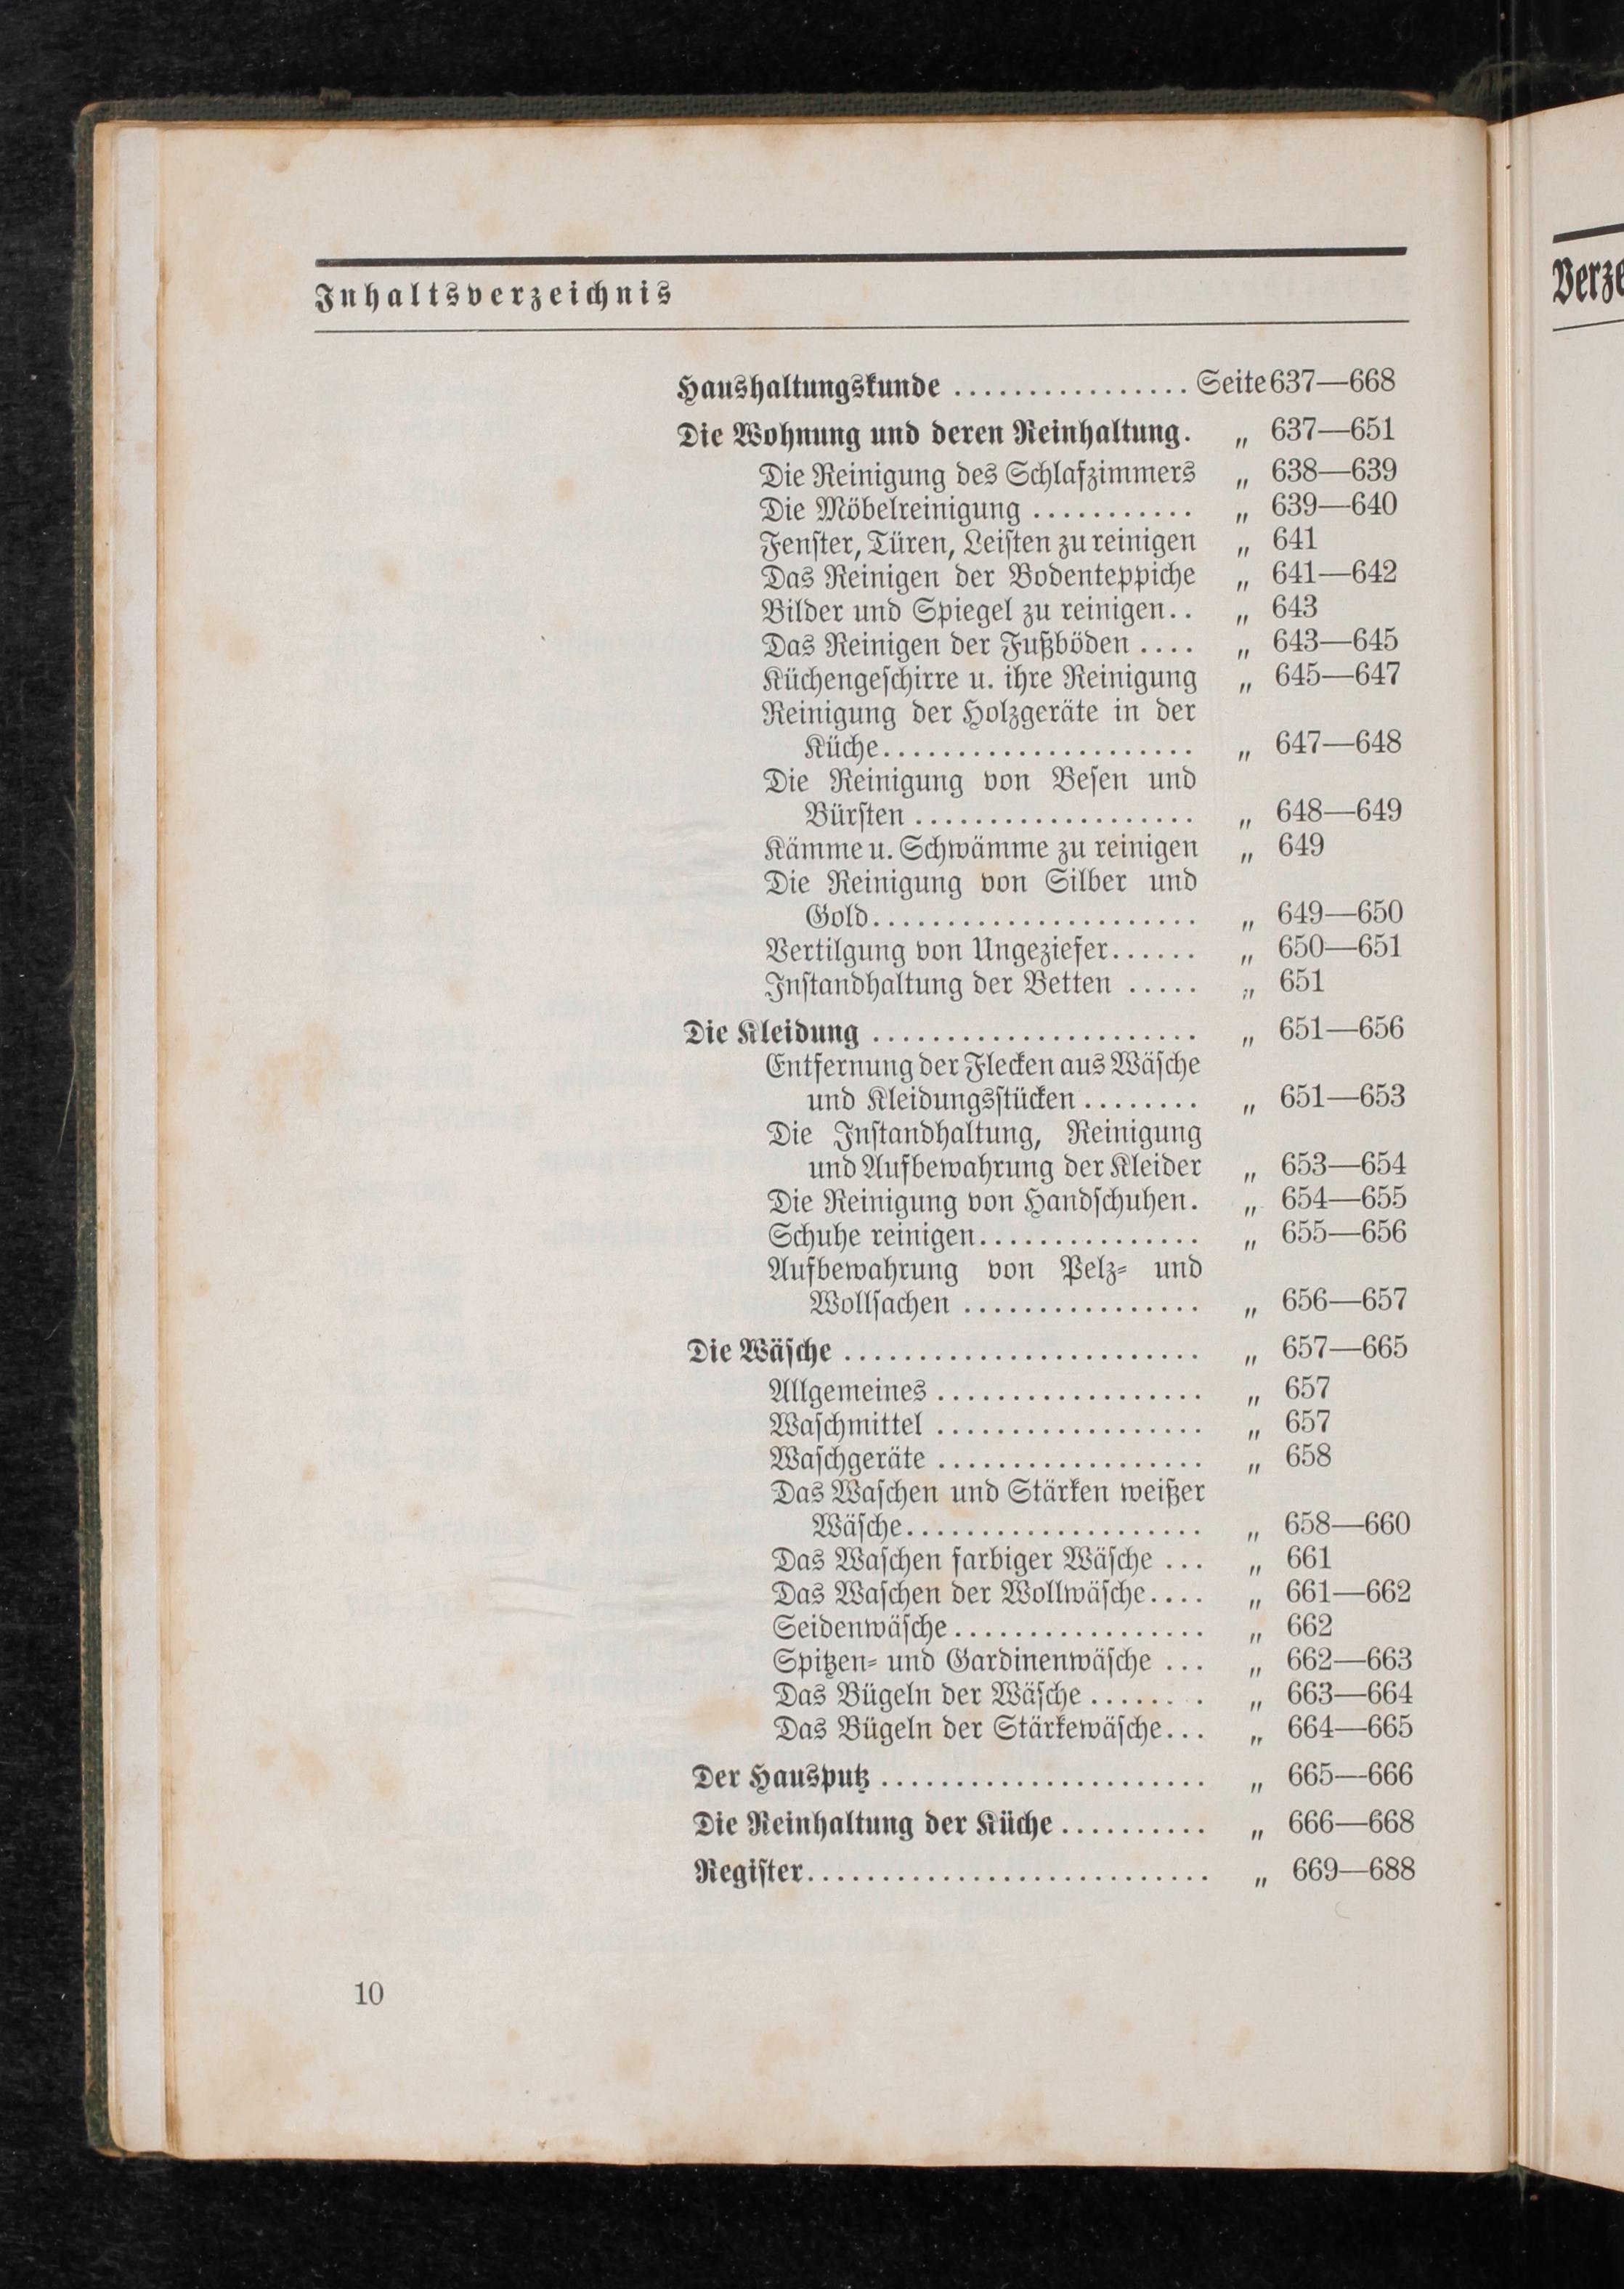 Inhaltsverzeichnis
Haushaltungskunde ................ Seite 637—668
Die Wohnung und deren Reinhaltung. „ 637—651
Die Reinigung des Schlafzimmers „ 638—639
Die Möbelreinigung ........... „ 639—640
Fenster, Türen, Leisten zu reinigen „ 641
Das Reinigen der Bodenteppiche „ 641—642
Bilder und Spiegel zu reinigen.. „ 643
Das Reinigen der Fußböden .... „ 643—645
Küchengeschirre u. ihre Reinigung „ 645—647
Reinigung der Holzgeräte in der
Küche..................... „ 647—648
Die Reinigung von Besen und
Bürsten ................... „ 648—649
Kämme u. Schwämme zu reinigen „ 649
Die Reinigung von Silber und
Gold...................... „ 649—650
Vertilgung von Ungeziefer...... „ 650—651
Instandhaltung der Betten ..... „ 651
Die Kleidung ...................... „ 651—656
Entfernung der Flecken aus Wäsche
und Kleidungsstücken ........ „ 651—653
Die Instandhaltung, Reinigung
und Aufbewahrung der Kleider „ 653—654
Die Reinigung von Handschuhen. „ 654—655
Schuhe reinigen............... „ 655—656
Aufbewahrung von Pelz- und
Wollsachen ................ „ 656—657
Die Wäsche ........................ „ 657—665
Allgemeines .................. „ 657
Waschmittel .................. „ 657
Waschgeräte .................. „ 658
Das Waschen und Stärken weißer
Wäsche.................... „ 658—660
Das Waschen farbiger Wäsche ... „ 661
Das Waschen der Wollwäsche.... „ 661—662
Seidenwäsche................. „ 662
Spitzen- und Gardinenwäsche ... „ 662—663
Das Bügeln der Wäsche ........ „ 663—664
Das Bügeln der Stärkewäsche... „ 664—665
Der Hausputz ...................... „ 665—666
Die Reinhaltung der Küche.......... „ 666—668
Register........................... „ 669—688
10